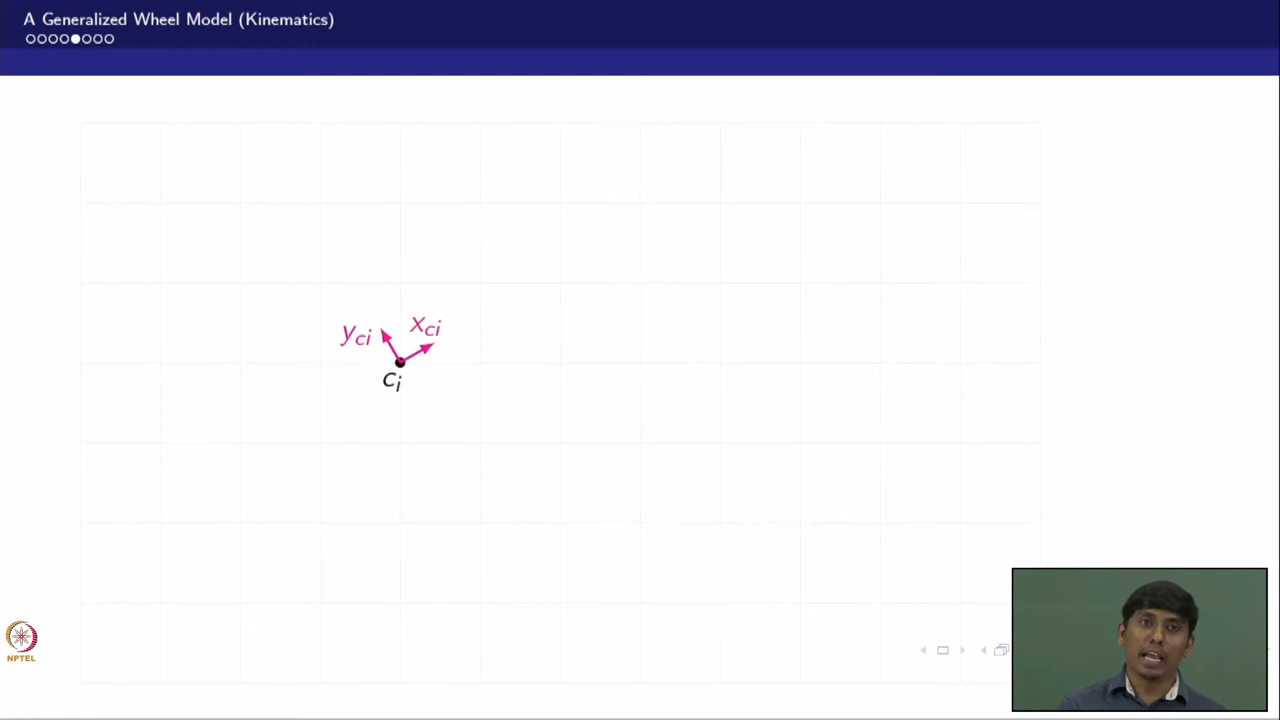 A Generalized Wheel Model (Kinematics)
y_ci x_ci
c_i
NPTEL